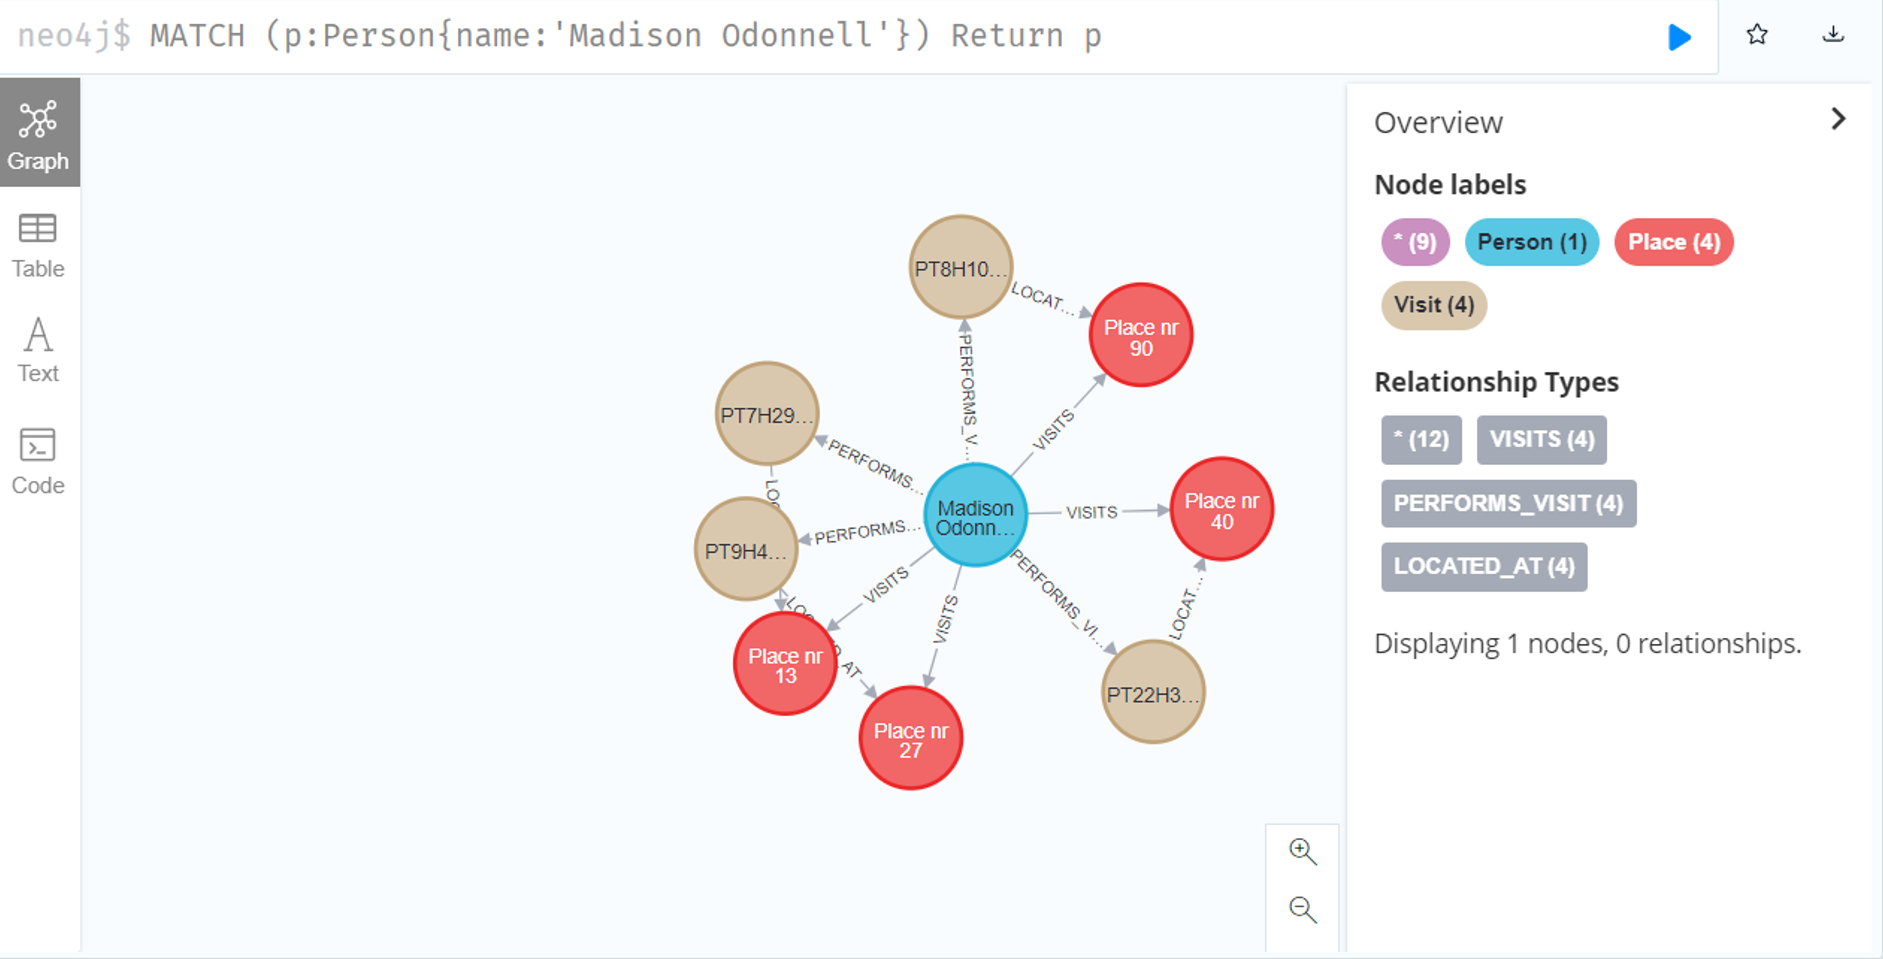 neo4j$ MATCH (p:Person{name:'Madison Odonnell'}) Return p
Graph
Table
Text
Code
PT8H10...
LOCAT...
Place nr
90
PERFORMS_V...
VISITS
PT7H29...
PERFORMS...
LOC
Madison
Odonn...
VISITS
Place nr
40
PT9H4...
PERFORMS...
VISITS
VISITS
PERFORMS_VI...
LOCAT...
LOC
D_AT
Place nr
13
Place nr
27
PT22H3...
Overview
Node labels
* (9)
Person (1)
Place (4)
Visit (4)
Relationship Types
* (12)
VISITS (4)
PERFORMS_VISIT (4)
LOCATED_AT (4)
Displaying 1 nodes, 0 relationships.